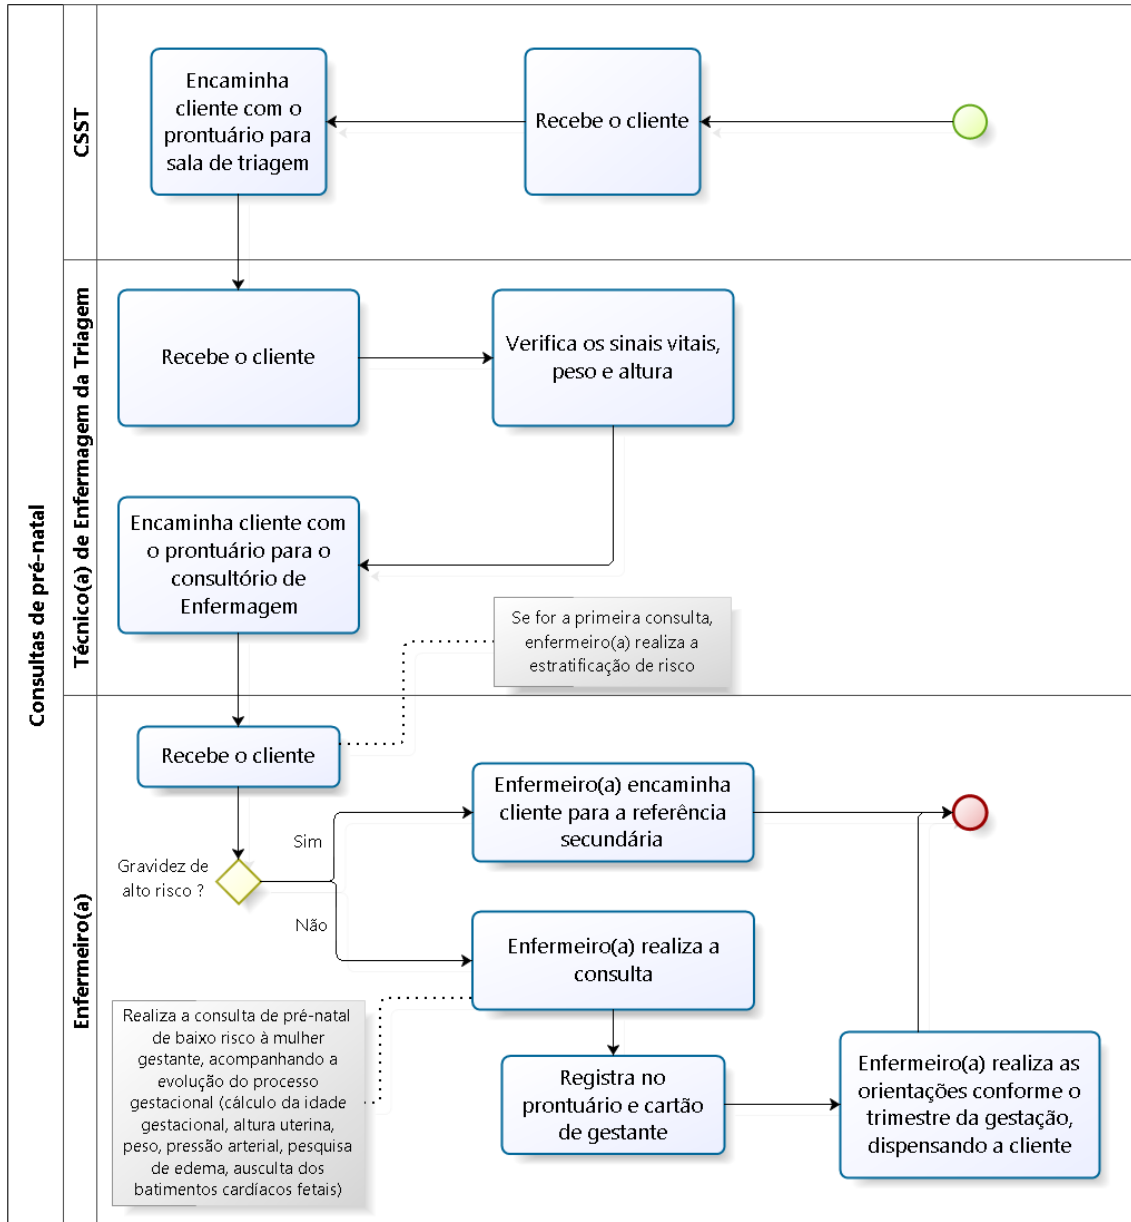 Consultas de pré-natal
CSST
Encaminha
cliente com o
prontuário para
sala de triagem
Recebe o cliente
Técnico(a) de Enfermagem da Triagem
Recebe o cliente
Verifica os sinais vitais,
peso e altura
Encaminha cliente com
o prontuário para o
consultório de
Enfermagem
Se for a primeira consulta,
enfermeiro(a) realiza a
estratificação de risco
Enfermeiro(a)
Recebe o cliente
Gravidez de
alto risco ?
Sim
Não
Enfermeiro(a) encaminha
cliente para a referência
secundária
Enfermeiro(a) realiza a
consulta
Realiza a consulta de pré-natal
de baixo risco à mulher
gestante, acompanhando a
evolução do processo
gestacional (cálculo da idade
gestacional, altura uterina,
peso, pressão arterial, pesquisa
de edema, ausculta dos
batimentos cardíacos fetais)
Registra no
prontuário e cartão
de gestante
Enfermeiro(a) realiza as
orientações conforme o
trimestre da gestação,
dispensando a cliente